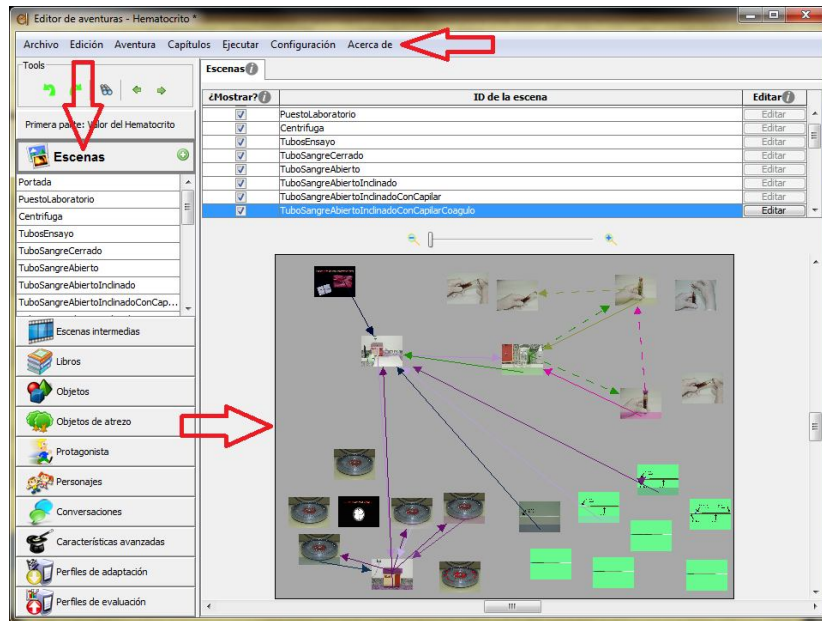 Editor de aventuras - Hematocrito *
Archivo Edición Aventura Capítulos Ejecutar Configuración Acerca de
Tools
Primera parte: Valor del Hematocrito
Escenas
Portada
PuestoLaboratorio
Centrifuga
TubosEnsayo
TuboSangreCerrado
TuboSangreAbierto
TuboSangreAbiertoInclinado
TuboSangreAbiertoInclinadoConCap...
Escenas intermedias
Libros
Objetos
Objetos de atrezo
Protagonista
Personajes
Conversaciones
Características avanzadas
Perfiles de adaptación
Perfiles de evaluación
Escenas
¿Mostrar? ID de la escena Editar
PuestoLaboratorio Editar
Centrifuga Editar
TubosEnsayo Editar
TuboSangreCerrado Editar
TuboSangreAbierto Editar
TuboSangreAbiertoInclinado Editar
TuboSangreAbiertoInclinadoConCapilar Editar
TuboSangreAbiertoInclinadoConCapilarCoagulo Editar